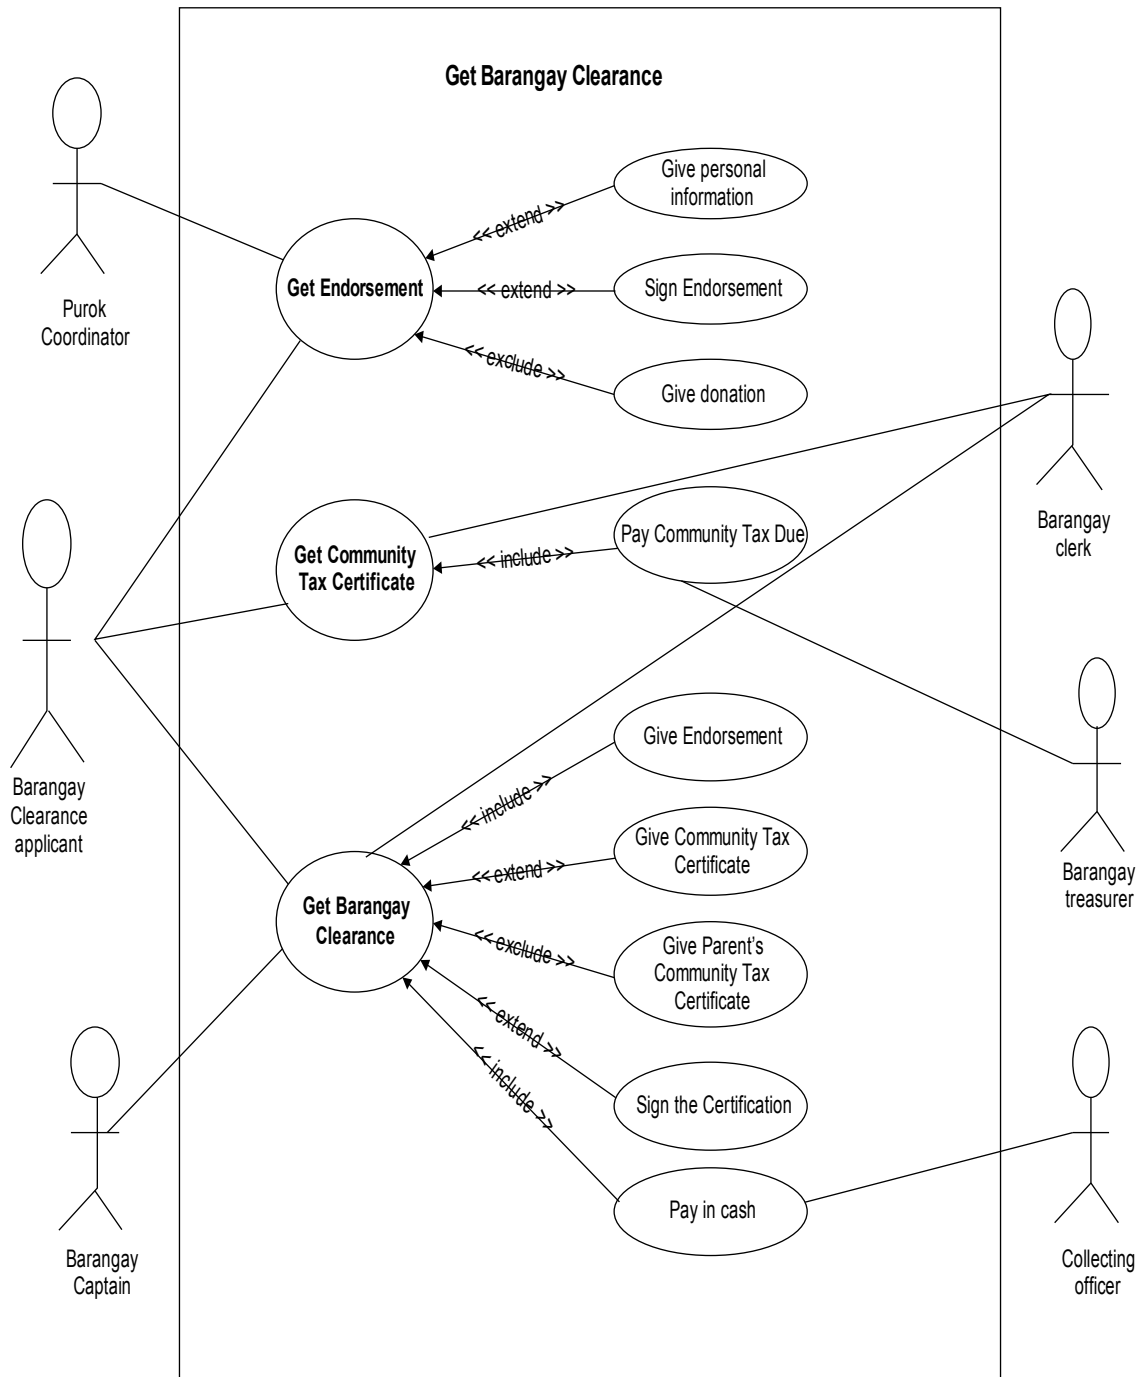 Get Barangay Clearance
Purok
Coordinator
Get Endorsement
<< extend >>
Give personal
information
<< extend >>
Sign Endorsement
<< exclude >>
Give donation
Barangay
clerk
Barangay
Clearance
applicant
Get Community
Tax Certificate
<< include >>
Pay Community Tax Due
Barangay
treasurer
Get Barangay
Clearance
<< include >>
Give Endorsement
<< extend >>
Give Community Tax
Certificate
<< exclude >>
Give Parent's
Community Tax
Certificate
<< extend >>
Sign the Certification
<< include >>
Pay in cash
Barangay
Captain
Collecting
officer